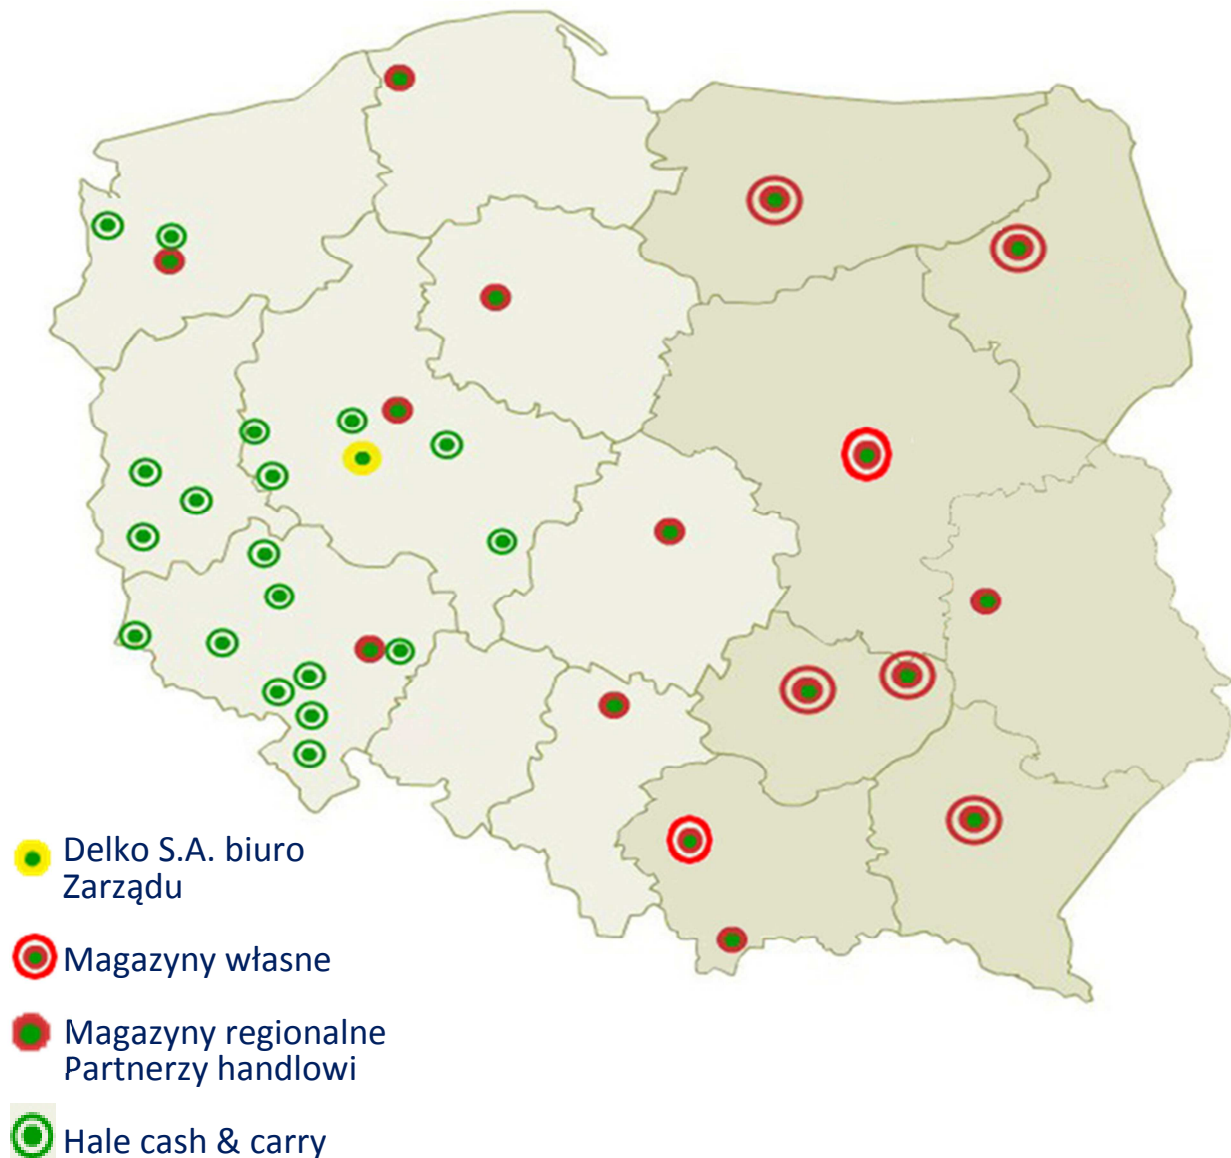 Delko S.A. biuro
Zarządu
Magazyny własne
Magazyny regionalne
Partnerzy handlowi
Hale cash & carry